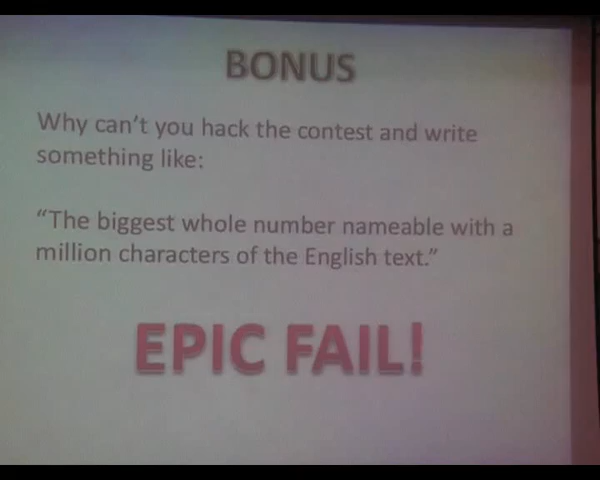 BONUS
Why can't you hack the contest and write
something like:
"The biggest whole number nameable with a
million characters of the English text."
EPIC FAIL!